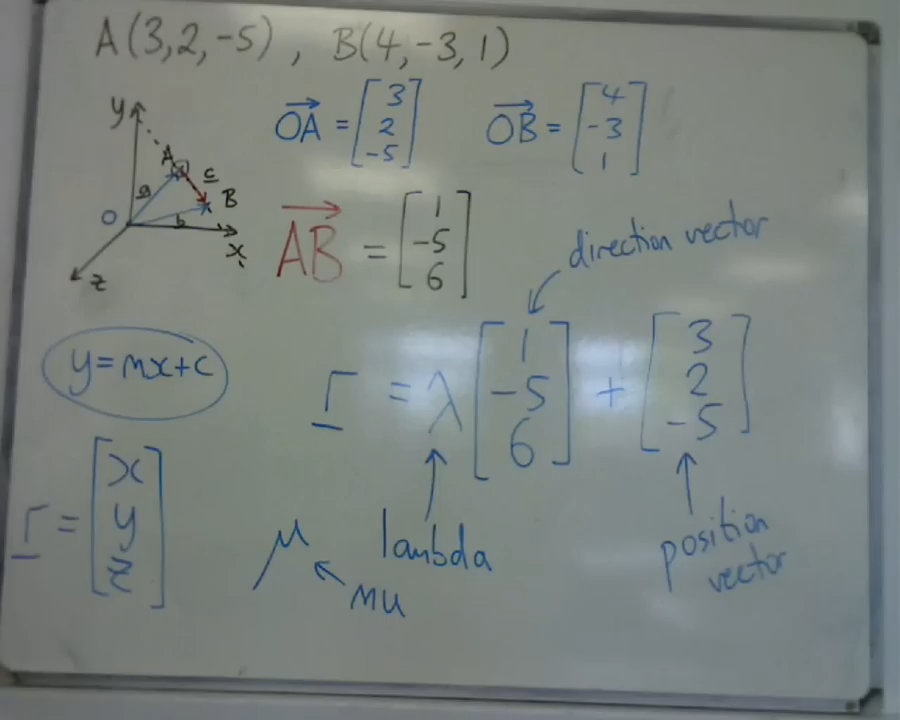 A(3,2,-5), B(4,-3,1)
y
A
c
a
B
O
b
x
z
OA = [3 2 -5]
OB = [4 -3 1]
AB = [1 -5 6]
direction vector
y=mx+c
r = λ [1 -5 6] + [3 2 -5]
r = [x y z]
μ
mu
lambda
position
vector